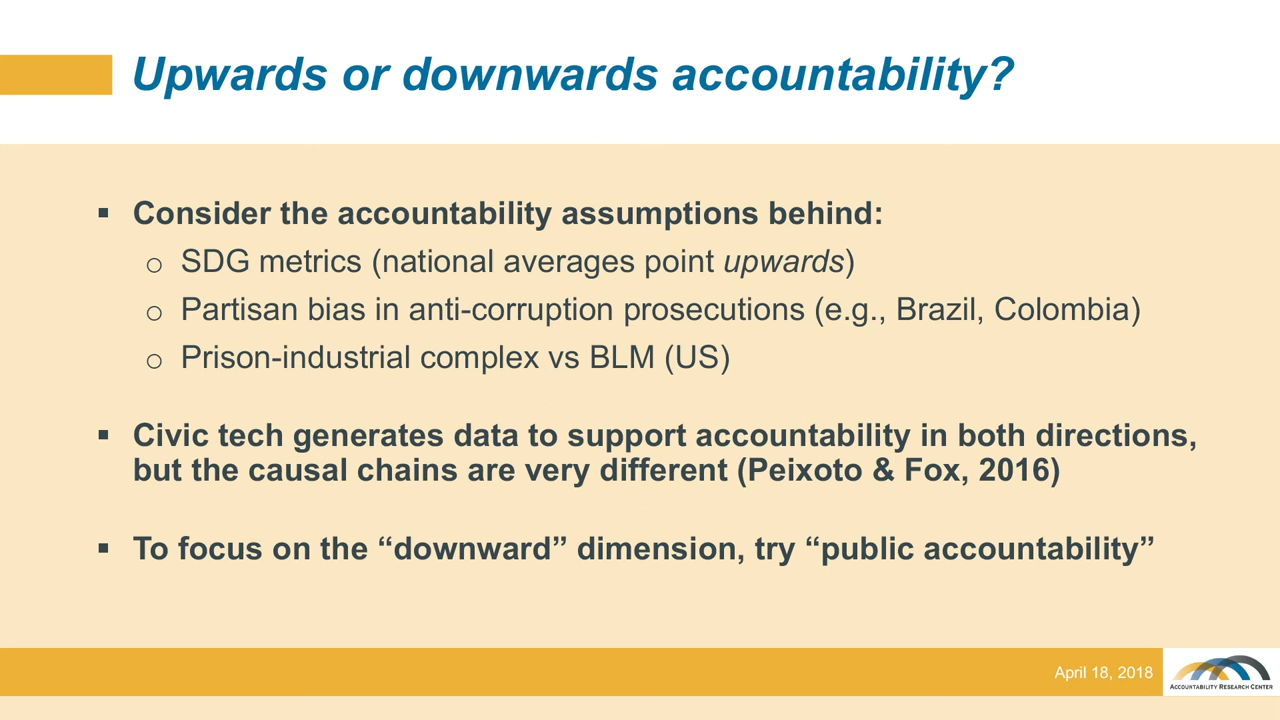 Upwards or downwards accountability?
▪ Consider the accountability assumptions behind:
o SDG metrics (national averages point upwards)
o Partisan bias in anti-corruption prosecutions (e.g., Brazil, Colombia)
o Prison-industrial complex vs BLM (US)
▪ Civic tech generates data to support accountability in both directions,
but the causal chains are very different (Peixoto & Fox, 2016)
▪ To focus on the “downward” dimension, try “public accountability”
April 18, 2018
ACCOUNTABILITY RESEARCH CENTER